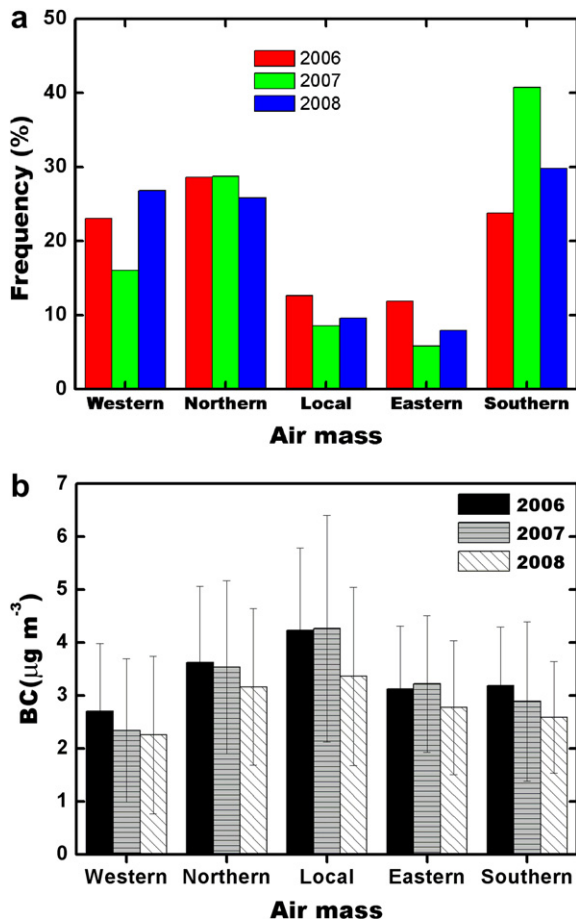 a
50
40
30
20
10
0
Frequency (%)
2006
2007
2008
Western Northern Local Eastern Southern
Air mass
b
7
6
5
4
3
2
1
0
BC(μg m⁻³)
2006
2007
2008
Western Northern Local Eastern Southern
Air mass